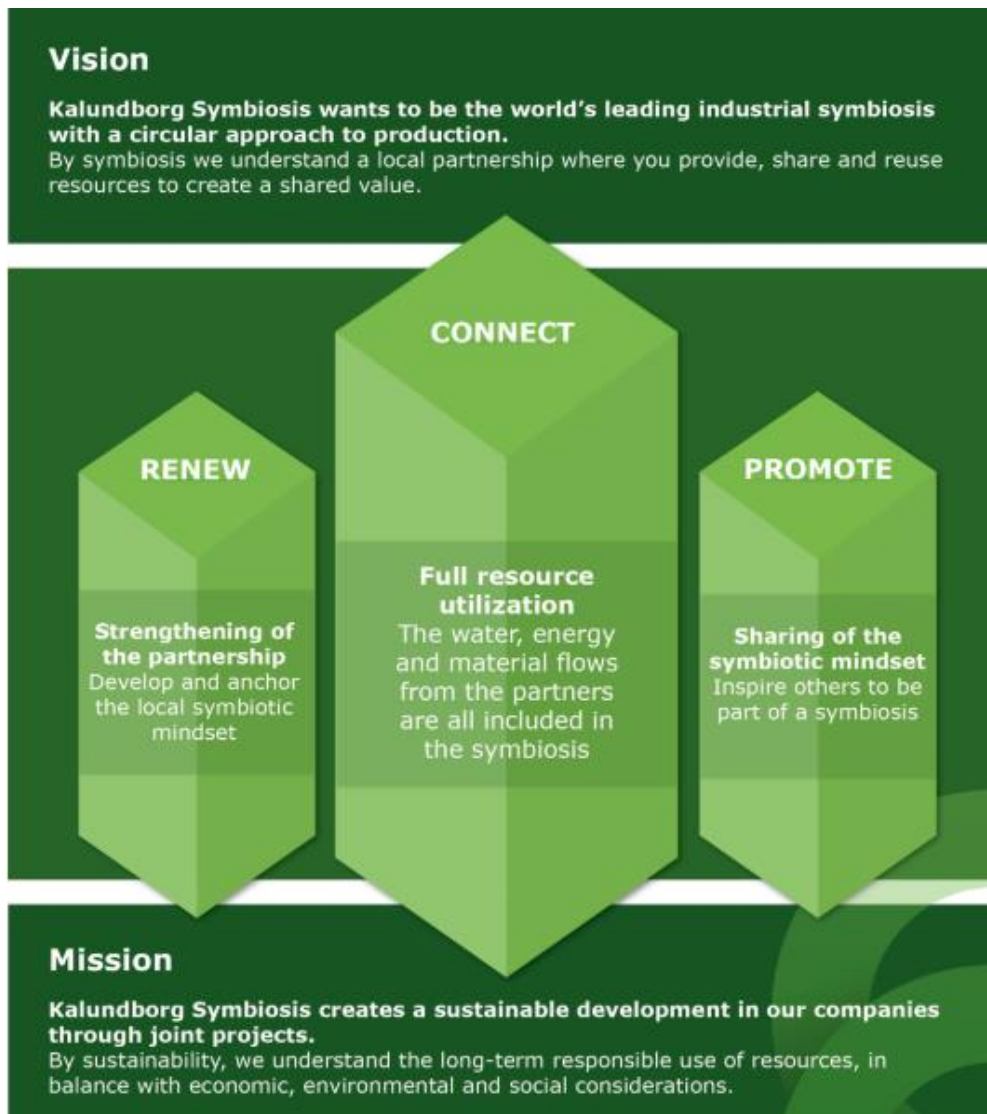 Vision
Kalundborg Symbiosis wants to be the world's leading industrial symbiosis
with a circular approach to production.
By symbiosis we understand a local partnership where you provide, share and reuse
resources to create a shared value.
CONNECT
Full resource
utilization
The water, energy
and material flows
from the partners
are all included in
the symbiosis
RENEW
Strengthening of
the partnership
Develop and anchor
the local symbiotic
mindset
PROMOTE
Sharing of the
symbiotic mindset
Inspire others to be
part of a symbiosis
Mission
Kalundborg Symbiosis creates a sustainable development in our companies
through joint projects.
By sustainability, we understand the long-term responsible use of resources, in
balance with economic, environmental and social considerations.